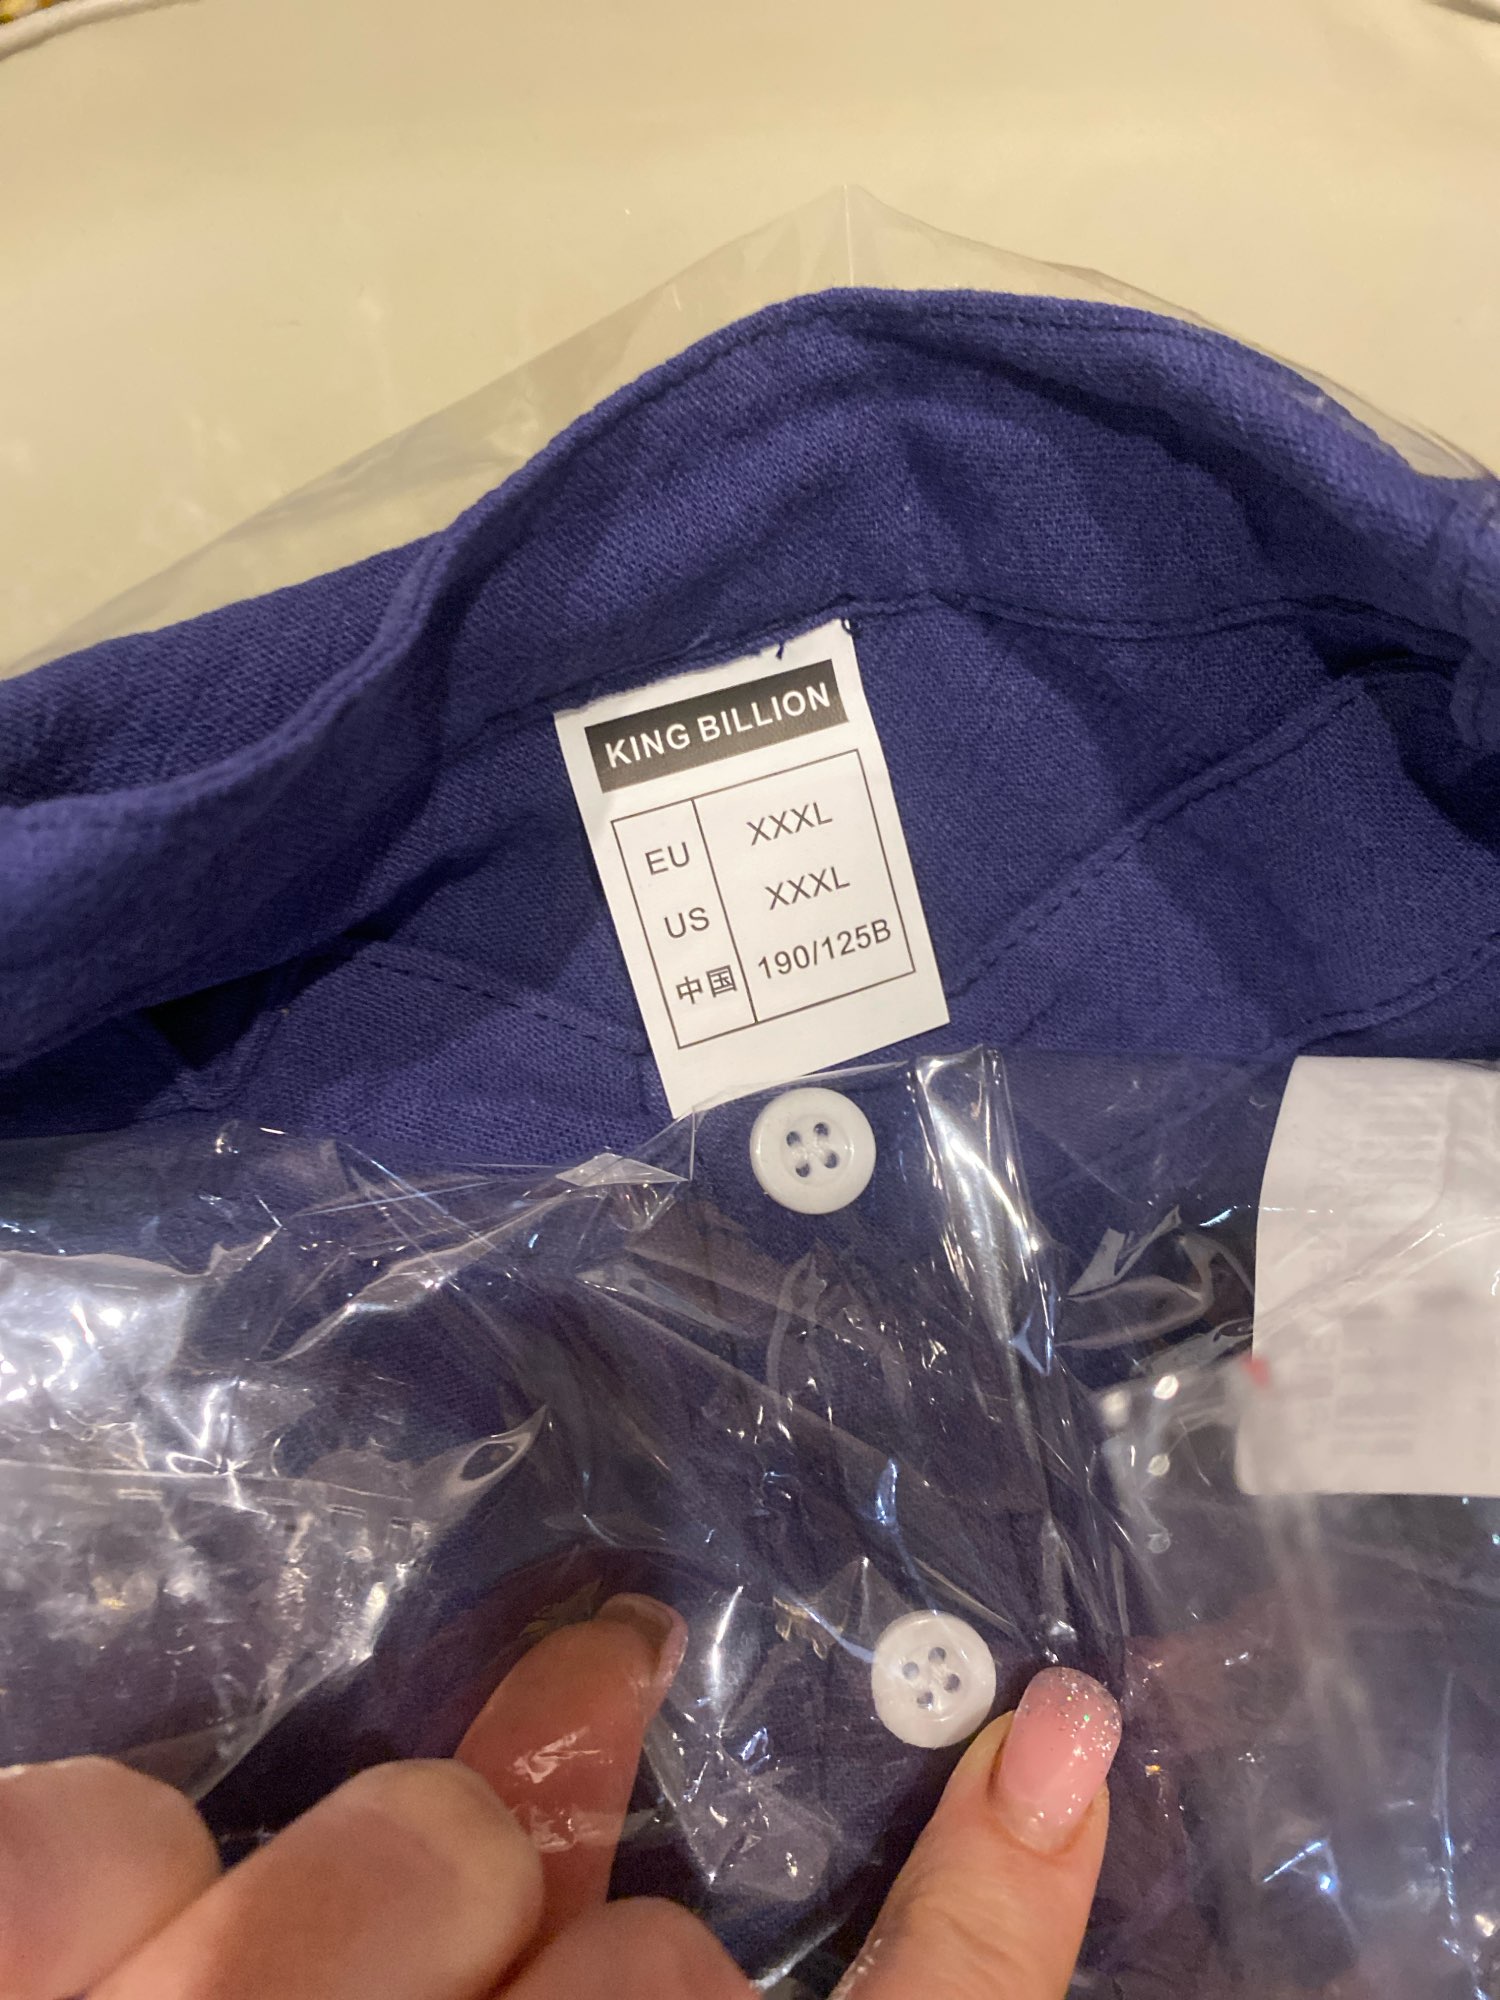 KING BILLION
EU XXXL
US XXXL
中国 190/125B